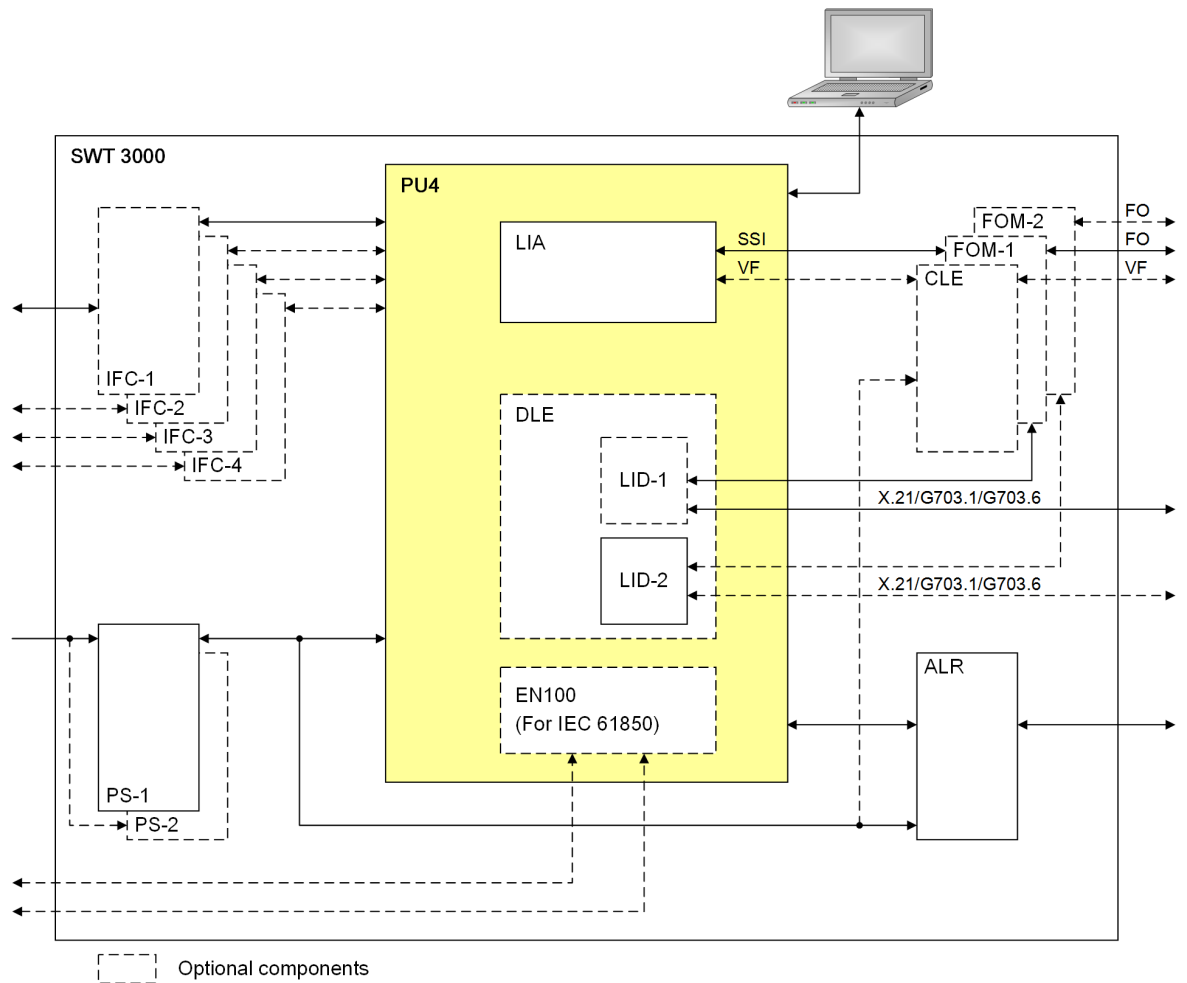 SWT 3000
PU4
LIA
SSI
VF
FOM-2
FO
FOM-1
FO
CLE
VF
IFC-1
IFC-2
IFC-3
IFC-4
DLE
LID-1
X.21/G703.1/G703.6
LID-2
X.21/G703.1/G703.6
EN100
(For IEC 61850)
ALR
PS-1
PS-2
Optional components